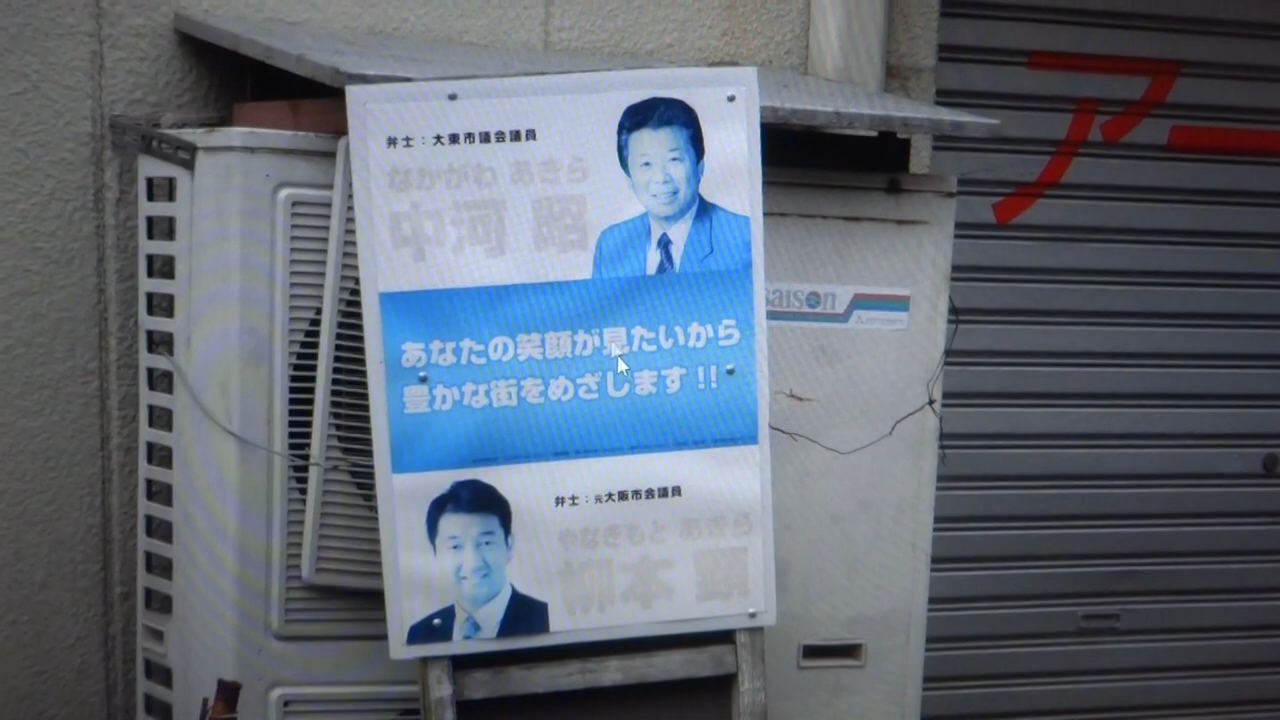 弁士：大東市議会議員
なかがわ あきら
中河 昭
あなたの笑顔が見たいから
豊かな街をめざします!!
弁士：元大阪市会議員
やなぎもと あきら
柳本 顕
saison
アー